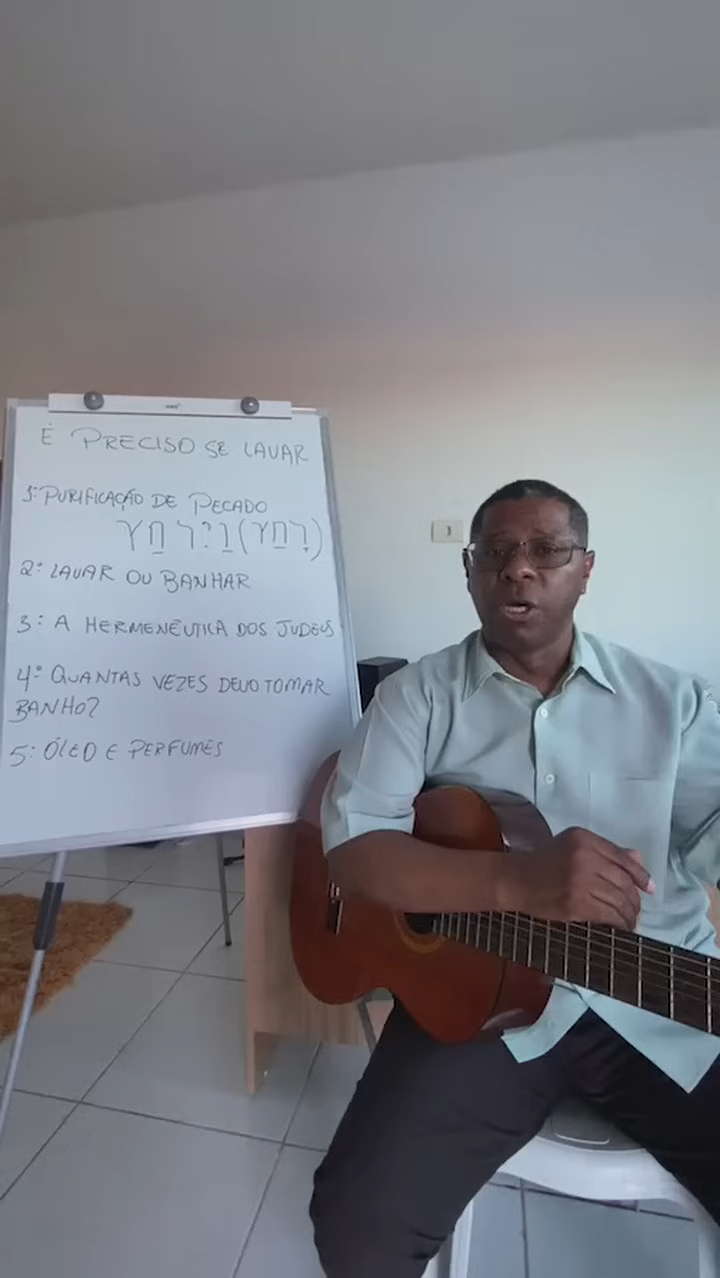 É PRECISO SE LAVAR
1º PURIFICAÇÃO DE PECADO
(רָחַץ) וַיִּרחַץ
2º LAVAR OU BANHAR
3º A HERMENÊUTICA DOS JUDEUS
4º QUANTAS VEZES DEVO TOMAR
BANHO?
5º ÓLEO E PERFUMES